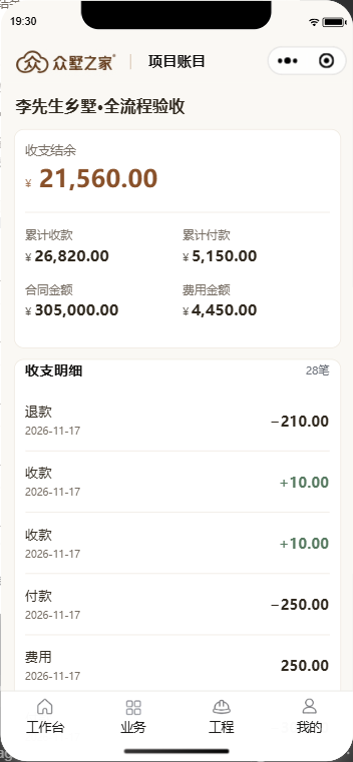 19:30
众墅之家 项目账目
李先生乡墅•全流程验收
收支结余
¥ 21,560.00
累计收款 累计付款
¥ 26,820.00 ¥ 5,150.00
合同金额 费用金额
¥ 305,000.00 ¥ 4,450.00
收支明细 28笔
退款
−210.00
2026-11-17
收款
+10.00
2026-11-17
收款
+10.00
2026-11-17
付款
−250.00
2026-11-17
费用
250.00
2026-11-17
工作台 业务 工程 我的